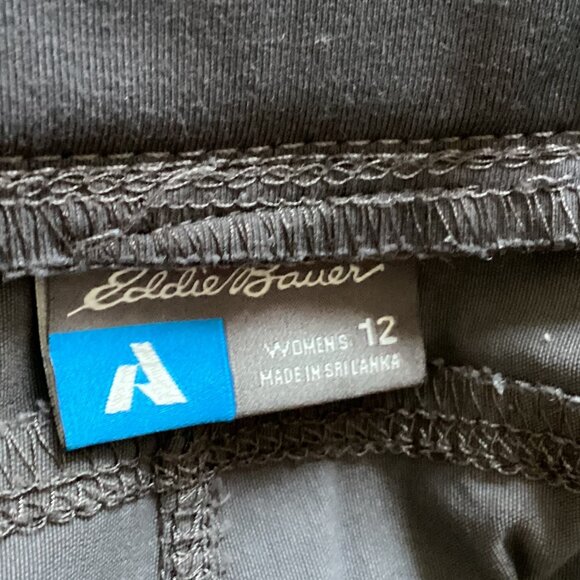 Eddie Bauer
WOMEN'S 12
MADE IN SRI LANKA